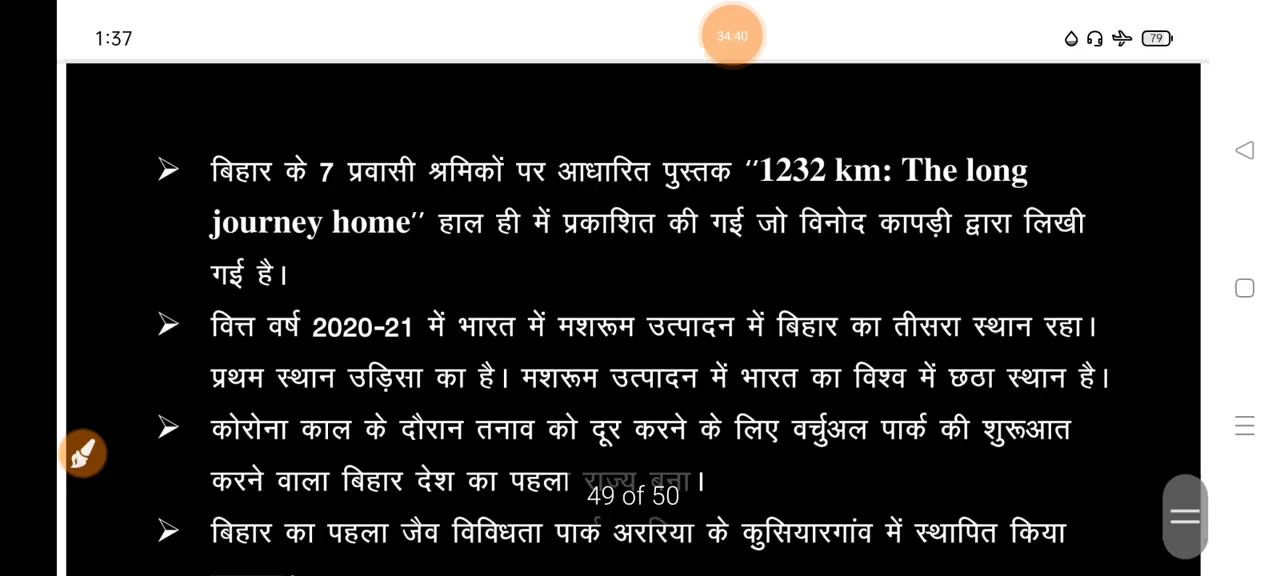 1:37
34:40
79
➢ बिहार के 7 प्रवासी श्रमिकों पर आधारित पुस्तक ‘‘1232 km: The long
journey home’’ हाल ही में प्रकाशित की गई जो विनोद कापड़ी द्वारा लिखी
गई है।
➢ वित्त वर्ष 2020-21 में भारत में मशरूम उत्पादन में बिहार का तीसरा स्थान रहा।
प्रथम स्थान उड़िसा का है। मशरूम उत्पादन में भारत का विश्व में छठा स्थान है।
➢ कोरोना काल के दौरान तनाव को दूर करने के लिए वर्चुअल पार्क की शुरूआत
करने वाला बिहार देश का पहला राज्य बना।
49 of 50
➢ बिहार का पहला जैव विविधता पार्क अररिया के कुसियारगांव में स्थापित किया